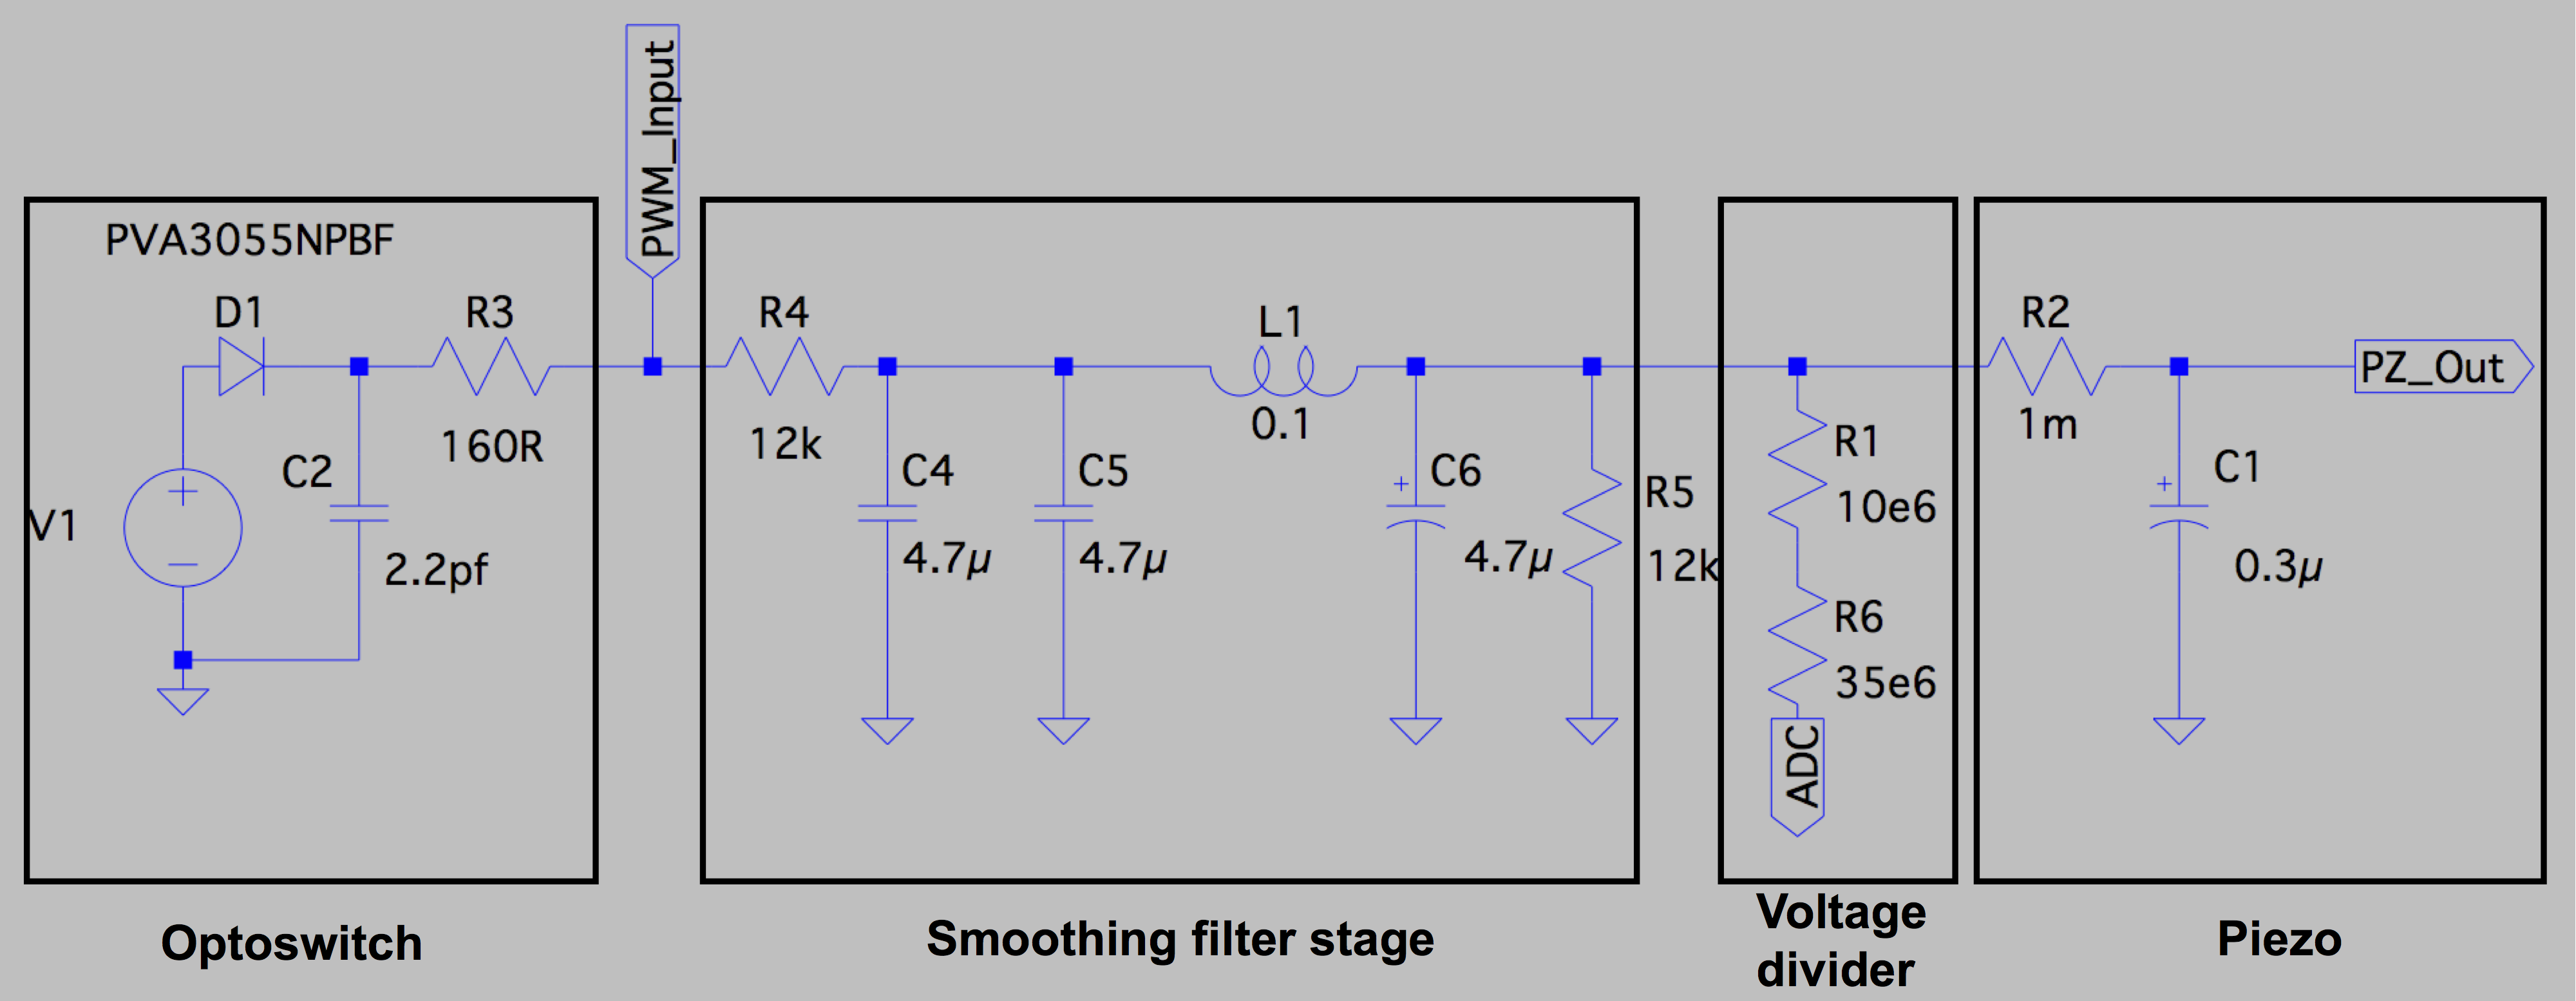 PWM_Input
PVA3055NPBF
D1
R3
160R
C2
2.2pf
V1
R4
12k
C4
4.7µ
C5
4.7µ
L1
0.1
C6
4.7µ
R5
12k
R1
10e6
R6
35e6
ADC
R2
1m
C1
0.3µ
PZ_Out
+
−
+
+
Optoswitch
Smoothing filter stage
Voltage
divider
Piezo